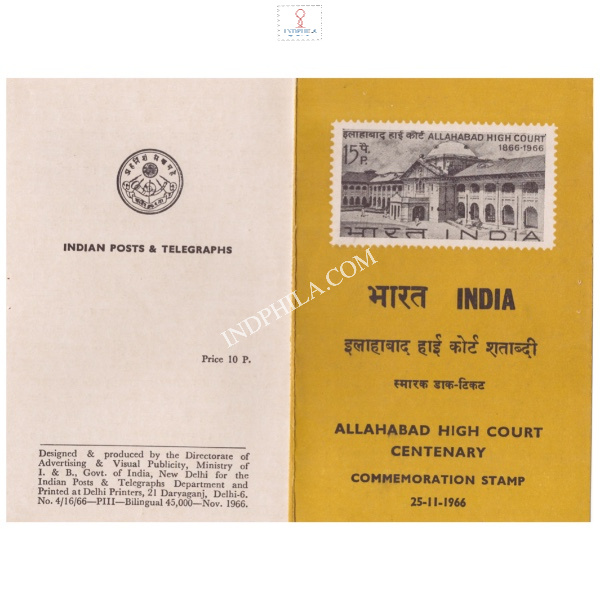 INDPHILA
INDIAN POSTS & TELEGRAPHS
Price 10 P.
Designed & produced by the Directorate of
Advertising & Visual Publicity, Ministry of
I. & B., Govt. of India, New Delhi for the
Indian Posts & Telegraphs Department and
Printed at Delhi Printers, 21 Daryaganj, Delhi-6.
No. 4/16/66—PIII—Bilingual 45,000—Nov. 1966.
इलाहाबाद हाई कोर्ट ALLAHABAD HIGH COURT
1866-1966
15 पै.
P.
भारत INDIA
भारत INDIA
इलाहाबाद हाई कोर्ट शताब्दी
स्मारक डाक-टिकट
ALLAHABAD HIGH COURT
CENTENARY
COMMEMORATION STAMP
25-11-1966
INDPHILA.COM